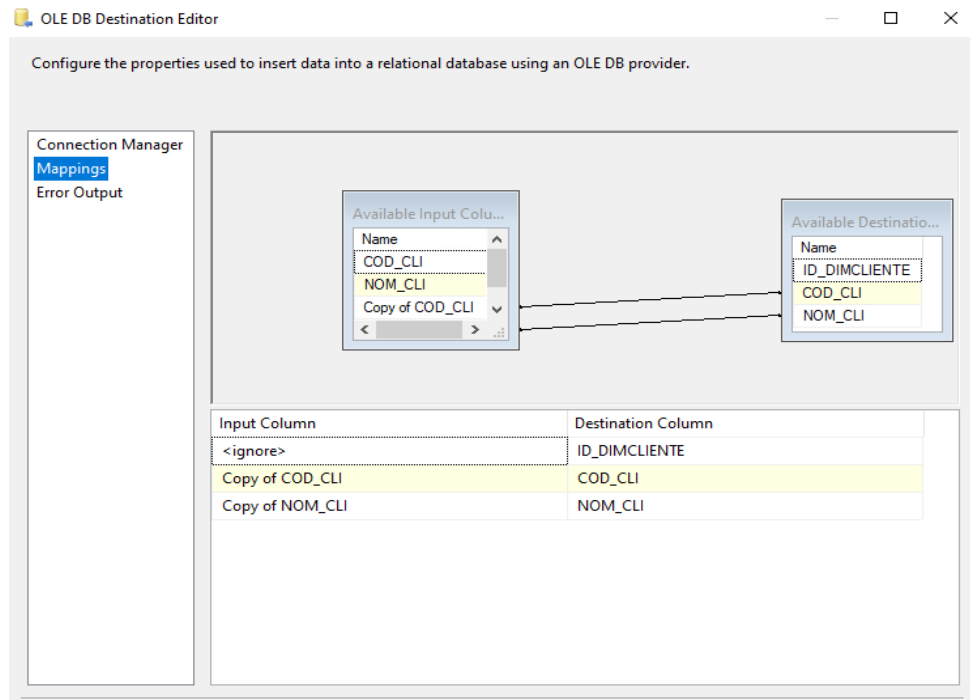 OLE DB Destination Editor
Configure the properties used to insert data into a relational database using an OLE DB provider.
Connection Manager
Mappings
Error Output
Available Input Colu...
Name
COD_CLI
NOM_CLI
Copy of COD_CLI
Available Destinatio...
Name
ID_DIMCLIENTE
COD_CLI
NOM_CLI
Input Column Destination Column
<ignore> ID_DIMCLIENTE
Copy of COD_CLI COD_CLI
Copy of NOM_CLI NOM_CLI